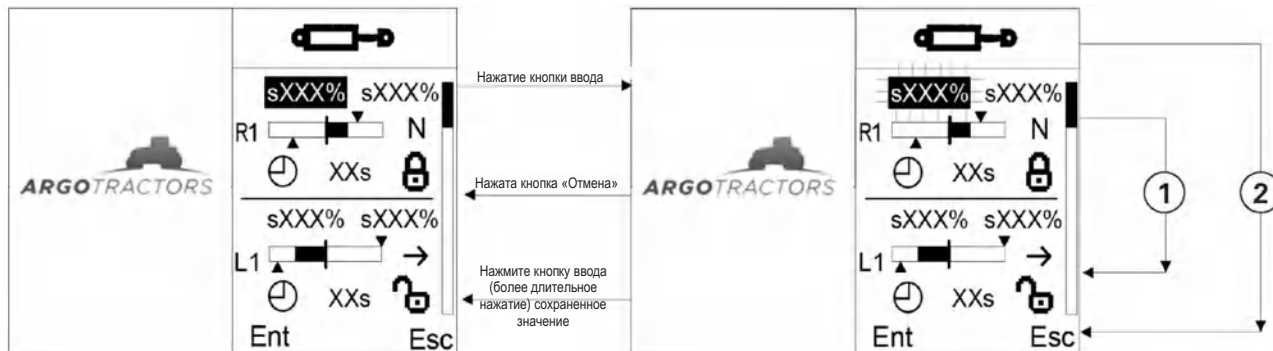 sXXX% sXXX%
R1 N
XXs
sXXX% sXXX%
L1
XXs
Ent Esc
ARGOTRACTORS
Нажатие кнопки ввода
Нажата кнопка «Отмена»
Нажмите кнопку ввода
(более длительное
нажатие) сохраненное
значение
ARGOTRACTORS
sXXX% sXXX%
R1 N
XXs
sXXX% sXXX%
L1
XXs
Ent Esc
1
2